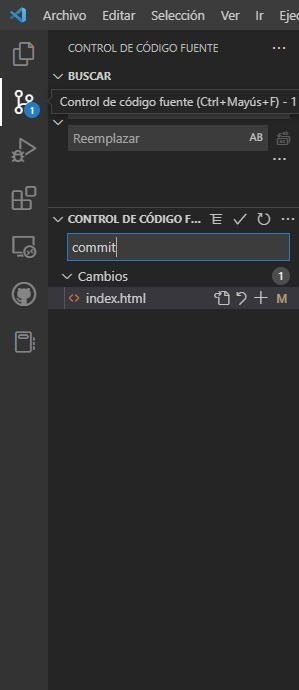 Archivo Editar Selección Ver Ir Ejec
CONTROL DE CÓDIGO FUENTE ...
BUSCAR
1
Control de código fuente (Ctrl+Mayús+F) - 1
Reemplazar AB
...
CONTROL DE CÓDIGO F... ...
commit
Cambios 1
<> index.html M